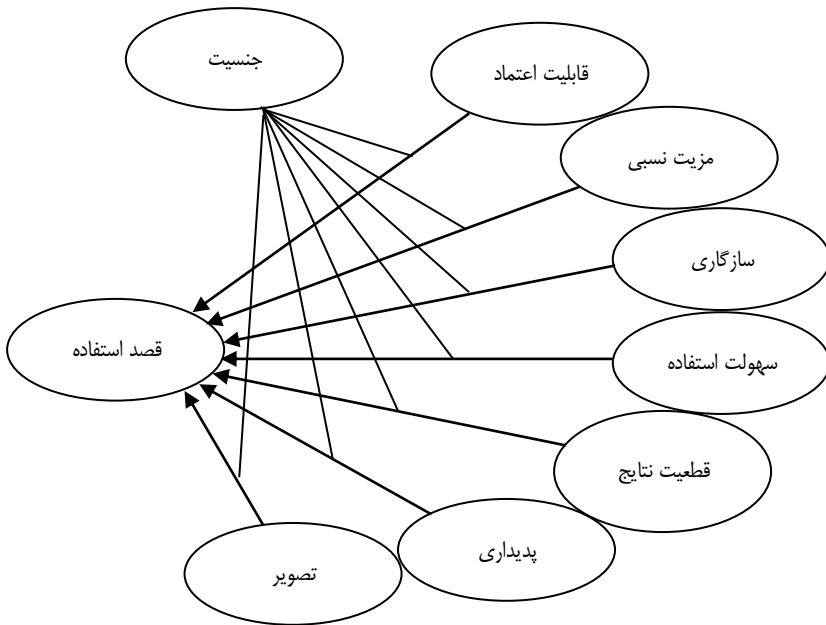 جنسیت
قابلیت اعتماد
مزیت نسبی
سازگاری
قصد استفاده
سهولت استفاده
قطعیت نتایج
پدیداری
تصویر